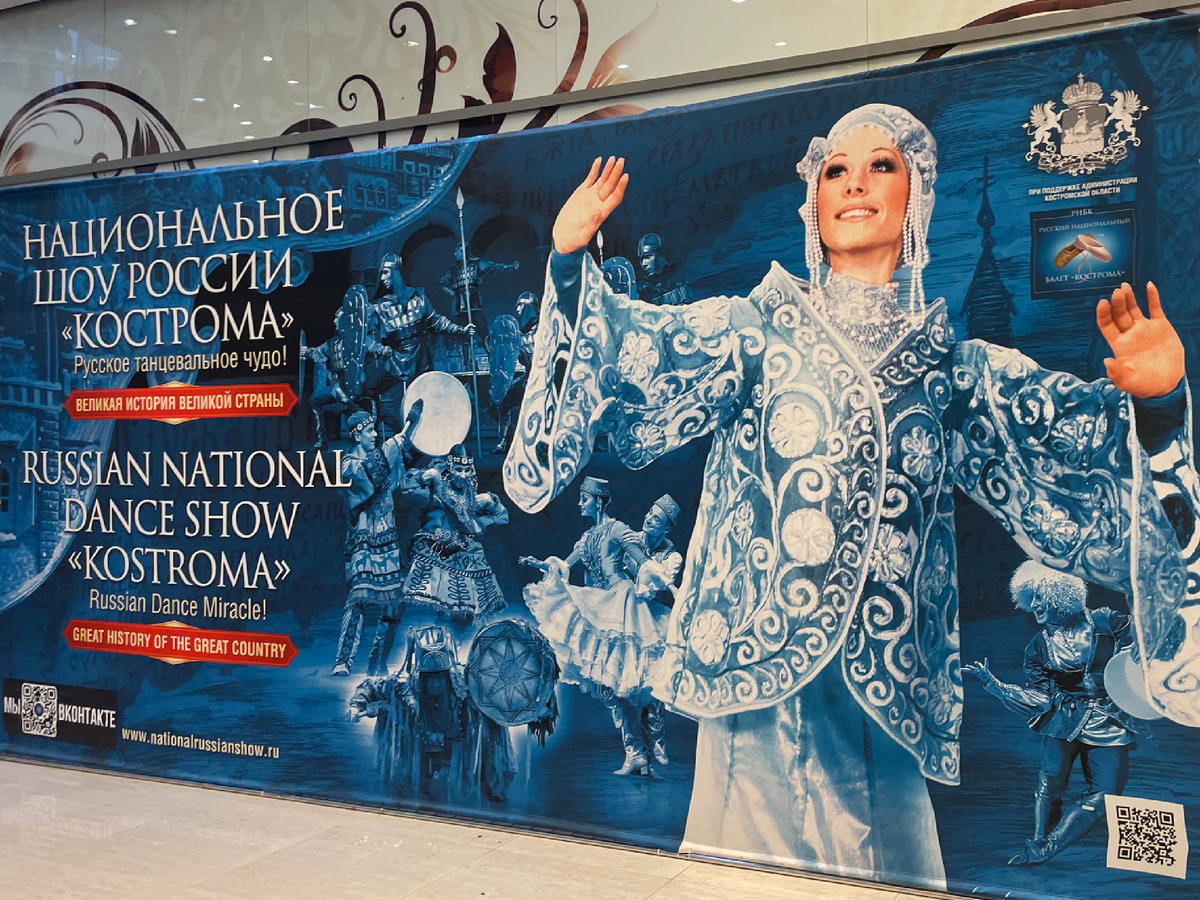 НАЦИОНАЛЬНОЕ
ШОУ РОССИИ
«КОСТРОМА»
Русское танцевальное чудо!
ВЕЛИКАЯ ИСТОРИЯ ВЕЛИКОЙ СТРАНЫ
RUSSIAN NATIONAL
DANCE SHOW
«KOSTROMA»
Russian Dance Miracle!
GREAT HISTORY OF THE GREAT COUNTRY
МЫ ВКОНТАКТЕ
www.nationalrussianshow.ru
ПРИ ПОДДЕРЖКЕ АДМИНИСТРАЦИИ
КОСТРОМСКОЙ ОБЛАСТИ
РНБК
РУССКИЙ НАЦИОНАЛЬНЫЙ
БАЛЕТ «КОСТРОМА»